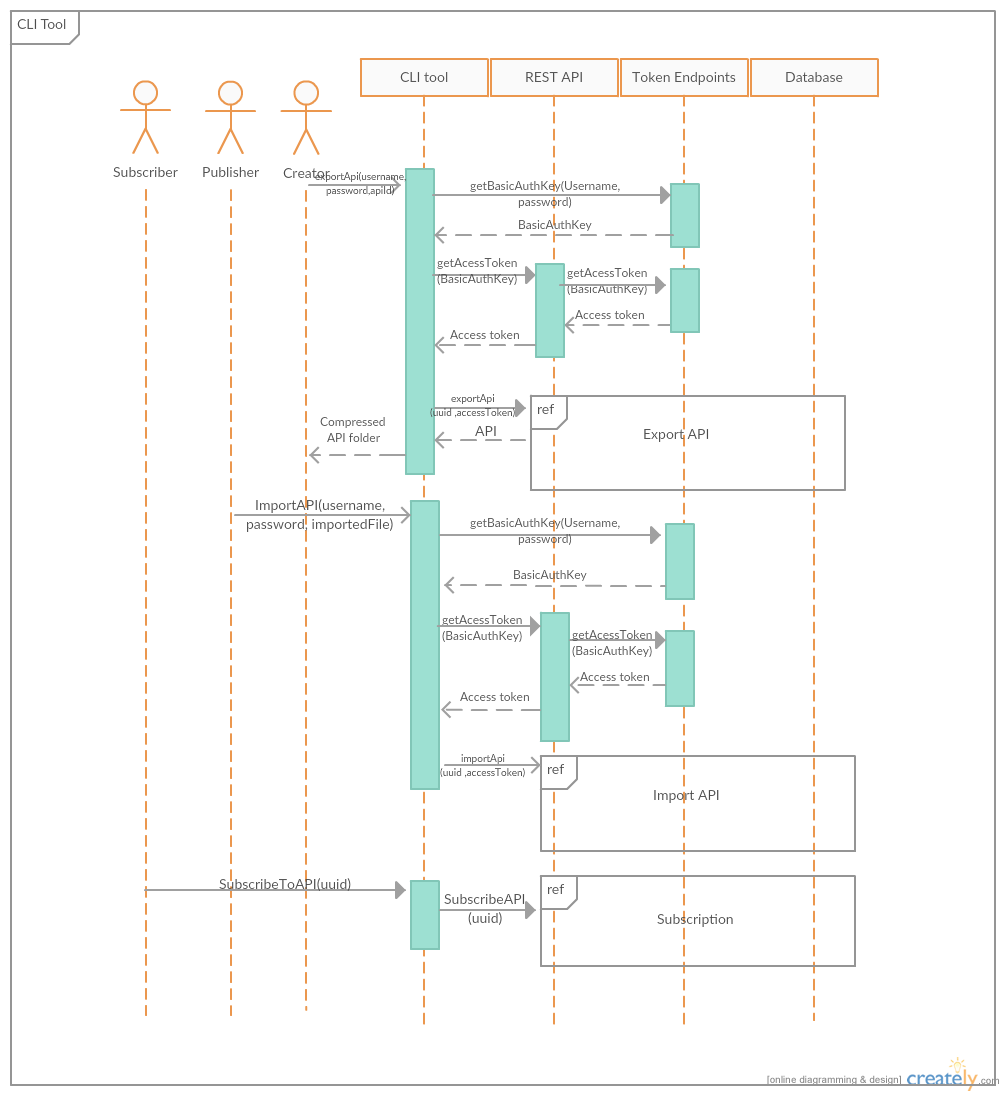 CLI Tool
CLI tool
REST API
Token Endpoints
Database
Subscriber
Publisher
Creator
exportApi(username,
password,apiId)
getBasicAuthKey(Username,
password)
BasicAuthKey
getAcessToken
(BasicAuthKey)
getAcessToken
(BasicAuthKey)
Access token
Access token
exportApi
(uuid ,accessToken)
ref
Export API
API
Compressed
API folder
ImportAPI(username,
password, importedFile)
getBasicAuthKey(Username,
password)
BasicAuthKey
getAcessToken
(BasicAuthKey)
getAcessToken
(BasicAuthKey)
Access token
Access token
importApi
(uuid ,accessToken)
ref
Import API
SubscribeToAPI(uuid)
SubscribeAPI
(uuid)
ref
Subscription
[online diagramming & design]
creately.com